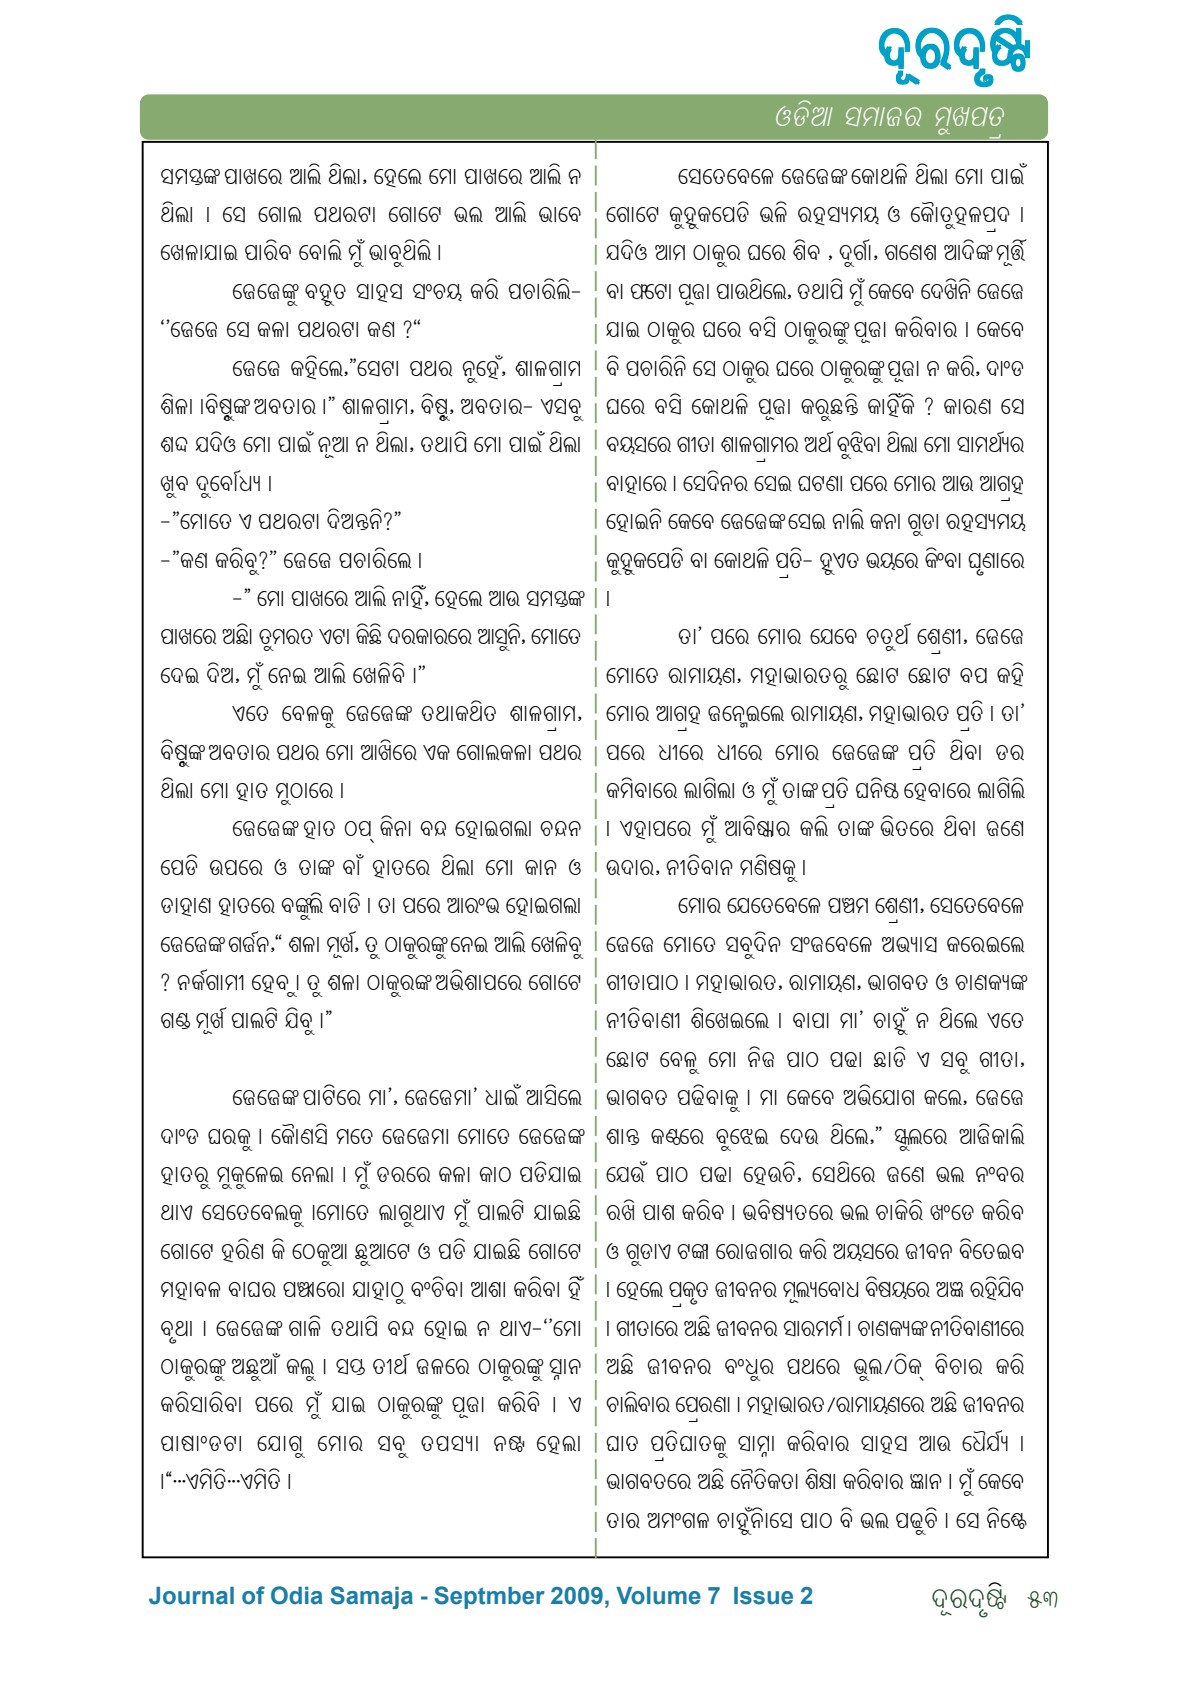 ଦୂରଦୃଷ୍ଟି
ଓଡିଆ ସମାଜର ମୁଖପତ୍ର
ସମସ୍ତଙ୍କ ପାଖରେ ଆଲି ଥିଲା, ହେଲେ ମୋ ପାଖରେ ଆଲି ନ
ଥିଲା । ସେ ଗୋଲ ପଥରଟା ଗୋଟେ ଭଲ ଆଲି ଭାବେ
ଖେଳାଯାଇ ପାରିବ ବୋଲି ମୁଁ ଭାବୁଥିଲି ।
ଜେଜେଙ୍କୁ ବହୁତ ସାହସ ସଂଚୟ କରି ପଚାରିଲି–
‘’ଜେଜେ ସେ କଳା ପଥରଟା କଣ ?“
ଜେଜେ କହିଲେ,”ସେଟା ପଥର ନୁହେଁ, ଶାଳଗ୍ରାମ
ଶିଳା ।ବିଷ୍ଣୁଙ୍କ ଅବତାର ।” ଶାଳଗ୍ରାମ, ବିଷ୍ଣୁ, ଅବତାର– ଏସବୁ
ଶବ୍ଦ ଯଦିଓ ମୋ ପାଇଁ ନୂଆ ନ ଥିଲା, ତଥାପି ମୋ ପାଇଁ ଥିଲା
ଖୁବ ଦୁର୍ବୋଧ୍ୟ ।
–”ମୋତେ ଏ ପଥରଟା ଦିଅନ୍ତନି?”
–”କଣ କରିବୁ?” ଜେଜେ ପଚାରିଲେ ।
–” ମୋ ପାଖରେ ଆଲି ନାହିଁ, ହେଲେ ଆଉ ସମସ୍ତଙ୍କ
ପାଖରେ ଅଛି। ତୁମରତ ଏଟା କିଛି ଦରକାରରେ ଆସୁନି, ମୋତେ
ଦେଇ ଦିଅ, ମୁଁ ନେଇ ଆଲି ଖେଳିବି ।”
ଏତେ ବେଳକୁ ଜେଜେଙ୍କ ତଥାକଥିତ ଶାଳଗ୍ରାମ,
ବିଷ୍ଣୁଙ୍କ ଅବତାର ପଥର ମୋ ଆଖିରେ ଏକ ଗୋଲକଳା ପଥର
ଥିଲା ମୋ ହାତ ମୁଠାରେ ।
ଜେଜେଙ୍କ ହାତ ଠପ୍ କିନା ବନ୍ଦ ହୋଇଗଲା ଚନ୍ଦନ
ପେଡି ଉପରେ ଓ ତାଙ୍କ ବାଁ ହାତରେ ଥିଲା ମୋ କାନ ଓ
ଡାହାଣ ହାତରେ ବଙ୍କୁଲି ବାଡି । ତା ପରେ ଆରଂଭ ହୋଇଗଲା
ଜେଜେଙ୍କ ଗର୍ଜନ,“ ଶଳା ମୂର୍ଖ, ତୁ ଠାକୁରଙ୍କୁ ନେଇ ଆଲି ଖେଳିବୁ
? ନର୍କଗାମୀ ହେବୁ । ତୁ ଶଳା ଠାକୁରଙ୍କ ଅଭିଶାପରେ ଗୋଟେ
ଗଣ୍ଡ ମୂର୍ଖ ପାଲଟି ଯିବୁ ।”
ଜେଜେଙ୍କ ପାଟିରେ ମା’, ଜେଜେମା’ ଧାଇଁ ଆସିଲେ
ଦାଂଡ ଘରକୁ । କୌଣସି ମତେ ଜେଜେମା ମୋତେ ଜେଜେଙ୍କ
ହାତରୁ ମୁକୁଳେଇ ନେଲା । ମୁଁ ଡରରେ କଳା କାଠ ପଡିଯାଇ
ଥାଏ ସେତେବେଳକୁ ।ମୋତେ ଲାଗୁଥାଏ ମୁଁ ପାଲଟି ଯାଇଛି
ଗୋଟେ ହରିଣ କି ଠେକୁଆ ଛୁଆଟେ ଓ ପଡି ଯାଇଛି ଗୋଟେ
ମହାବଳ ବାଘର ପଞ୍ଝାରେ। ଯାହାଠୁ ବଂଚିବା ଆଶା କରିବା ହିଁ
ବୃଥା । ଜେଜେଙ୍କ ଗାଳି ତଥାପି ବନ୍ଦ ହୋଇ ନ ଥାଏ–‘’ମୋ
ଠାକୁରଙ୍କୁ ଅଛୁଆଁ କଲୁ । ସପ୍ତ ତୀର୍ଥ ଜଳରେ ଠାକୁରଙ୍କୁ ସ୍ନାନ
କରିସାରିବା ପରେ ମୁଁ ଯାଇ ଠାକୁରଙ୍କୁ ପୂଜା କରିବି । ଏ
ପାଷାଂଡଟା ଯୋଗୁ ମୋର ସବୁ ତପସ୍ୟା ନଷ୍ଟ ହେଲା
।“···ଏମିତି···ଏମିତି ।
ସେତେବେଳେ ଜେଜେଙ୍କ କୋଥଳି ଥିଲା ମୋ ପାଇଁ
ଗୋଟେ କୁହୁକପେଡି ଭଳି ରହସ୍ୟମୟ ଓ କୌତୁହଳପ୍ରଦ ।
ଯଦିଓ ଆମ ଠାକୁର ଘରେ ଶିବ , ଦୁର୍ଗା, ଗଣେଶ ଆଦିଙ୍କ ମୂର୍ତ୍ତି
ବା ଫଟୋ ପୂଜା ପାଉଥିଲେ, ତଥାପି ମୁଁ କେବେ ଦେଖିନି ଜେଜେ
ଯାଇ ଠାକୁର ଘରେ ବସି ଠାକୁରଙ୍କୁ ପୂଜା କରିବାର । କେବେ
ବି ପଚାରିନି ସେ ଠାକୁର ଘରେ ଠାକୁରଙ୍କୁ ପୂଜା ନ କରି, ଦାଂଡ
ଘରେ ବସି କୋଥଳି ପୂଜା କରୁଛନ୍ତି କାହିଁକି ? କାରଣ ସେ
ବୟସରେ ଗୀତା ଶାଳଗ୍ରାମର ଅର୍ଥ ବୁଝିବା ଥିଲା ମୋ ସାମର୍ଥ୍ୟର
ବାହାରେ । ସେଦିନର ସେଇ ଘଟଣା ପରେ ମୋର ଆଉ ଆଗ୍ରହ
ହୋଇନି କେବେ ଜେଜେଙ୍କ ସେଇ ନାଲି କନା ଗୁଡା ରହସ୍ୟମୟ
କୁହୁକପେଡି ବା କୋଥଳି ପ୍ରତି– ହୁଏତ ଭୟରେ କିଂବା ଘୃଣାରେ
।
ତା’ ପରେ ମୋର ଯେବେ ଚତୁର୍ଥ ଶ୍ରେଣୀ, ଜେଜେ
ମୋତେ ରାମାୟଣ, ମହାଭାରତରୁ ଛୋଟ ଛୋଟ ବପ କହି
ମୋର ଆଗ୍ରହ ଜନ୍ମେଇଲେ ରାମାୟଣ, ମହାଭାରତ ପ୍ରତି । ତା’
ପରେ ଧୀରେ ଧୀରେ ମୋର ଜେଜେଙ୍କ ପ୍ରତି ଥିବା ଡର
କମିବାରେ ଲାଗିଲା ଓ ମୁଁ ତାଙ୍କ ପ୍ରତି ଘନିଷ୍ଠ ହେବାରେ ଲାଗିଲି
। ଏହାପରେ ମୁଁ ଆବିଷ୍କାର କଲି ତାଙ୍କ ଭିତରେ ଥିବା ଜଣେ
ଉଦାର, ନୀତିବାନ ମଣିଷକୁ ।
ମୋର ଯେତେବେଳେ ପଞ୍ଚମ ଶ୍ରେଣୀ, ସେତେବେଳେ
ଜେଜେ ମୋତେ ସବୁଦିନ ସଂଜବେଳେ ଅଭ୍ୟାସ କରେଇଲେ
ଗୀତାପାଠ । ମହାଭାରତ, ରାମାୟଣ, ଭାଗବତ ଓ ଚାଣକ୍ୟଙ୍କ
ନୀତିବାଣୀ ଶିଖେଇଲେ । ବାପା ମା’ ଚାହୁଁ ନ ଥିଲେ ଏତେ
ଛୋଟ ବେଳୁ ମୋ ନିଜ ପାଠ ପଢା ଛାଡି ଏ ସବୁ ଗୀତା,
ଭାଗବତ ପଢିବାକୁ । ମା କେବେ ଅଭିଯୋଗ କଲେ, ଜେଜେ
ଶାନ୍ତ କଣ୍ଠରେ ବୁଝେଇ ଦେଉ ଥିଲେ,” ସ୍କୁଲରେ ଆଜିକାଲି
ଯେଉଁ ପାଠ ପଢା ହେଉଚି, ସେଥିରେ ଜଣେ ଭଲ ନଂବର
ରଖି ପାଶ କରିବ । ଭବିଷ୍ୟତରେ ଭଲ ଚାକିରି ଖଂଡେ କରିବ
ଓ ଗୁଡାଏ ଟଙ୍କା ରୋଜଗାର କରି ଅୟସରେ ଜୀବନ ବିତେଇବ
। ହେଲେ ପ୍ରକୃତ ଜୀବନର ମୂଲ୍ୟବୋଧ ବିଷୟରେ ଅଜ୍ଞ ରହିଯିବ
। ଗୀତାରେ ଅଛି ଜୀବନର ସାରମର୍ମ । ଚାଣକ୍ୟଙ୍କ ନୀତିବାଣୀରେ
ଅଛି ଜୀବନର ବଂଧୁର ପଥରେ ଭୁଲ/ଠିକ୍ ବିଚାର କରି
ଚାଲିବାର ପ୍ରେରଣା । ମହାଭାରତ/ରାମାୟଣରେ ଅଛି ଜୀବନର
ଘାତ ପ୍ରତିଘାତକୁ ସାମ୍ନା କରିବାର ସାହସ ଆଉ ଧୈର୍ଯ୍ୟ ।
ଭାଗବତରେ ଅଛି ନୈତିକତା ଶିକ୍ଷା କରିବାର ଜ୍ଞାନ । ମୁଁ କେବେ
ତାର ଅମଂଗଳ ଚାହୁଁନି।ସେ ପାଠ ବି ଭଲ ପଢୁଚି । ସେ ନିଶ୍ଚେ
Journal of Odia Samaja - Septmber 2009, Volume 7 Issue 2
ଦୂରଦୃଷ୍ଟି ୫୩